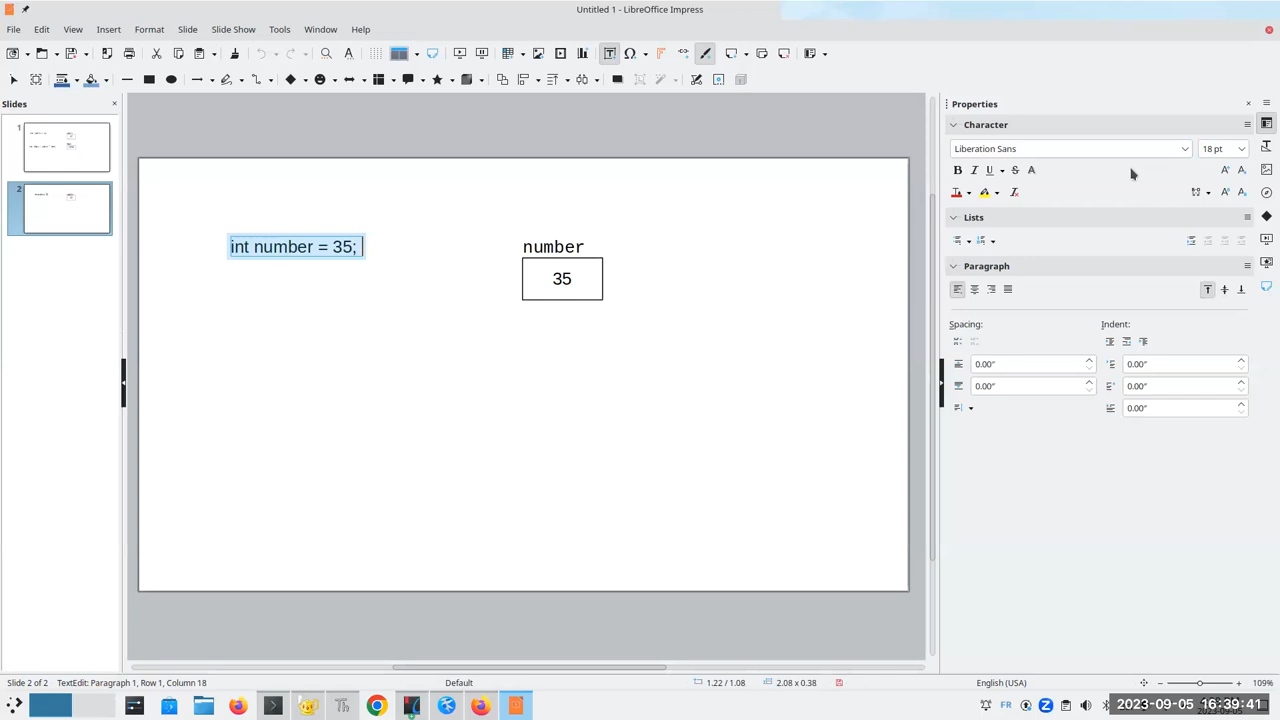 Untitled 1 - LibreOffice Impress
File Edit View Insert Format Slide Slide Show Tools Window Help
Slides
Properties
Character
Liberation Sans
18 pt
Lists
Paragraph
Spacing:
Indent:
0.00"
0.00"
0.00"
0.00"
0.00"
1
2
int number = 35;
number
35
Slide 2 of 2
TextEdit: Paragraph 1, Row 1, Column 18
Default
1.22 / 1.08
2.08 x 0.38
English (USA)
109%
FR
2023-09-05 16:39:41